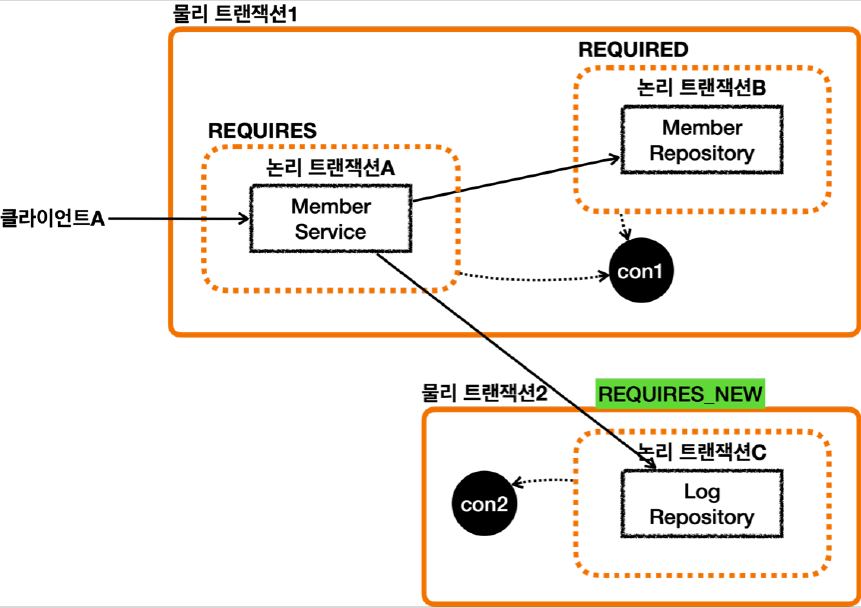 물리 트랜잭션1
REQUIRED
논리 트랜잭션B
Member
Repository
REQUIRES
논리 트랜잭션A
Member
Service
클라이언트A
con1
물리 트랜잭션2
REQUIRES_NEW
논리 트랜잭션C
Log
Repository
con2